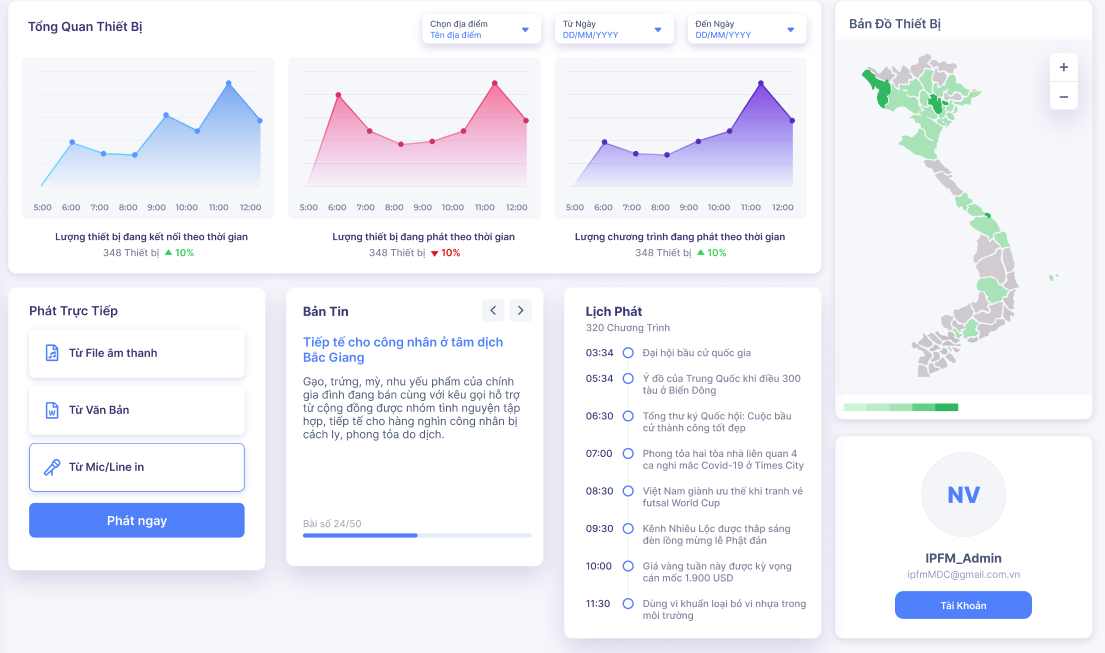 Tổng Quan Thiết Bị
Chọn địa điểm
Tên địa điểm
Từ Ngày
DD/MM/YYYY
Đến Ngày
DD/MM/YYYY
5:00 6:00 7:00 8:00 9:00 10:00 11:00 12:00
Lượng thiết bị đang kết nối theo thời gian
348 Thiết bị 10%
5:00 6:00 7:00 8:00 9:00 10:00 11:00 12:00
Lượng thiết bị đang phát theo thời gian
348 Thiết bị 10%
5:00 6:00 7:00 8:00 9:00 10:00 11:00 12:00
Lượng chương trình đang phát theo thời gian
348 Thiết bị 10%
Phát Trực Tiếp
Từ File âm thanh
W
Từ Văn Bản
Từ Mic/Line in
Phát ngay
Bản Tin
Tiếp tế cho công nhân ở tâm dịch
Bắc Giang
Gạo, trứng, mỳ, nhu yếu phẩm của chính
gia đình đang bán cùng với kêu gọi hỗ trợ
từ cộng đồng được nhóm tình nguyện tập
hợp, tiếp tế cho hàng nghìn công nhân bị
cách ly, phong tỏa do dịch.
Bài số 24/50
Lịch Phát
320 Chương Trình
03:34 Đại hội bầu cử quốc gia
05:34 Ý đồ của Trung Quốc khi điều 300
tàu ở Biển Đông
06:30 Tổng thư ký Quốc hội: Cuộc bầu
cử thành công tốt đẹp
07:00 Phong tỏa hai tòa nhà liên quan 4
ca nghi mắc Covid-19 ở Times City
08:30 Việt Nam giành ưu thế khi tranh vé
futsal World Cup
09:30 Kênh Nhiêu Lộc được thắp sáng
đèn lồng mừng lễ Phật đản
10:00 Giá vàng tuần này được kỳ vọng
cán mốc 1.900 USD
11:30 Dùng vi khuẩn loại bỏ vi nhựa trong
môi trường
Bản Đồ Thiết Bị
+
−
NV
IPFM_Admin
ipfmMDC@gmail.com.vn
Tài Khoản